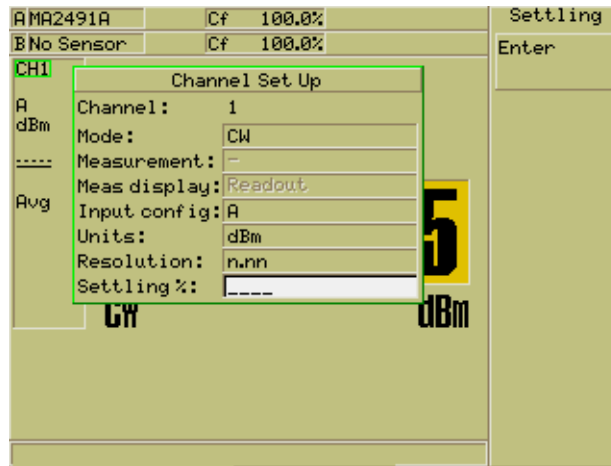 A MA2491A Cf 100.0% Settling
B No Sensor Cf 100.0% Enter
CH1
Channel Set Up
A
dBm
-----
Avg
Channel: 1
Mode: CW
Measurement: -
Meas display: Readout
Input config: A
Units: dBm
Resolution: n.nn
Settling %: ____
5
CW dBm